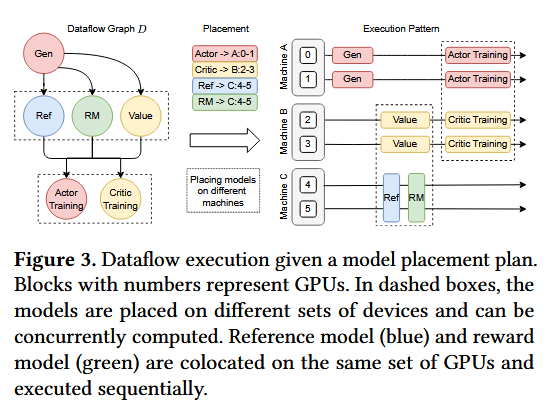 Dataflow Graph D
Placement
Execution Pattern
Gen
Ref
RM
Value
Actor
Training
Critic
Training
Actor -> A:0-1
Critic -> B:2-3
Ref -> C:4-5
RM -> C:4-5
Placing models
on different
machines
Machine A
0
Gen
Actor Training
1
Gen
Actor Training
Machine B
2
Value
Critic Training
3
Value
Critic Training
Machine C
4
5
Ref
RM
Figure 3. Dataflow execution given a model placement plan.
Blocks with numbers represent GPUs. In dashed boxes, the
models are placed on different sets of devices and can be
concurrently computed. Reference model (blue) and reward
model (green) are colocated on the same set of GPUs and
executed sequentially.